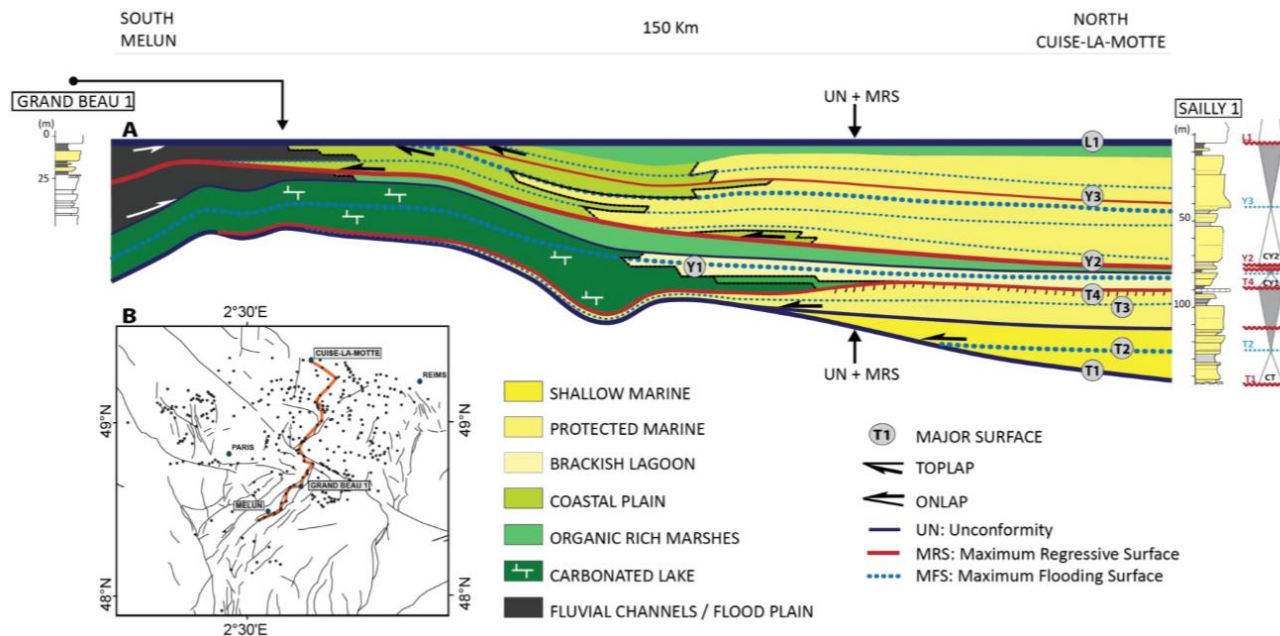 SOUTH
MELUN
150 Km
NORTH
CUISE-LA-MOTTE
GRAND BEAU 1
(m)
0
25
A
UN + MRS
L1
Y3
Y2
Y1
T4
T3
T2
T1
UN + MRS
SAILLY 1
(m)
0
50
100
L1
Y3
Y2
CY2
T4
CY1
T2
T1
CT
B
2°30'E
CUISE-LA-MOTTE
REIMS
49°N
49°N
PARIS
GRAND BEAU 1
MELUN
48°N
48°N
2°30'E
SHALLOW MARINE
PROTECTED MARINE
BRACKISH LAGOON
COASTAL PLAIN
ORGANIC RICH MARSHES
CARBONATED LAKE
FLUVIAL CHANNELS / FLOOD PLAIN
T1
MAJOR SURFACE
TOPLAP
ONLAP
UN: Unconformity
MRS: Maximum Regressive Surface
MFS: Maximum Flooding Surface